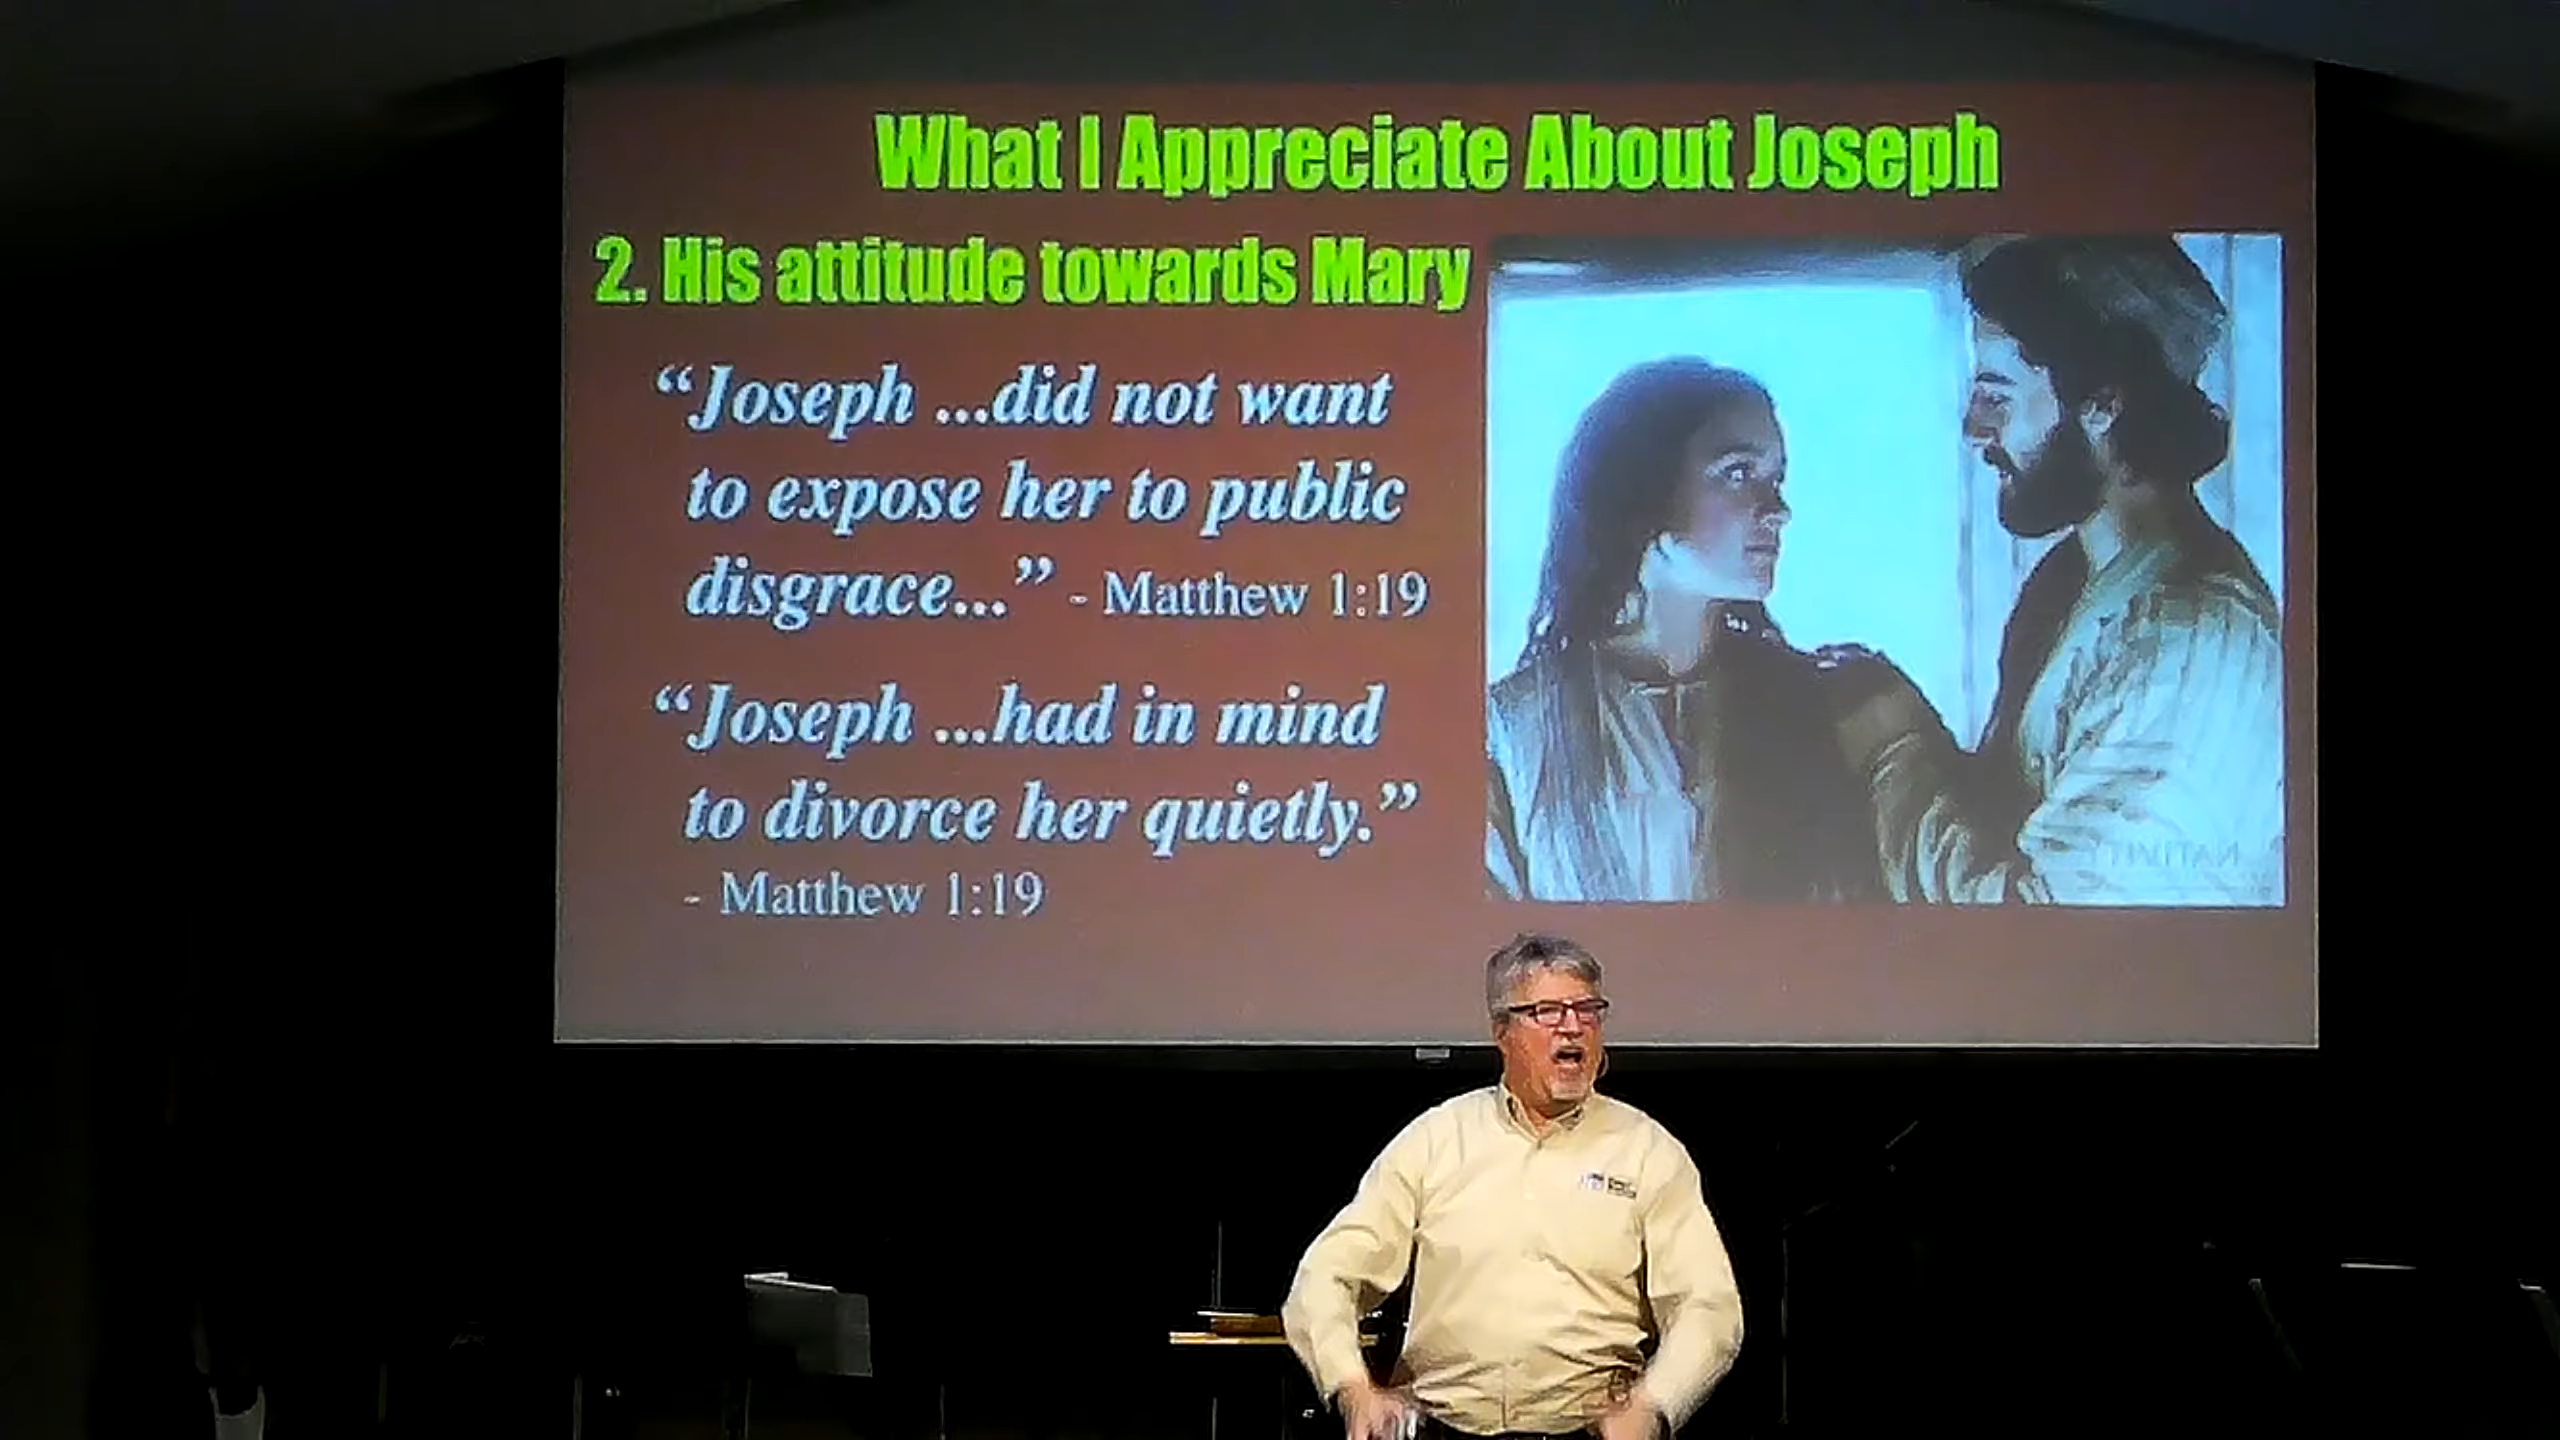 What I Appreciate About Joseph
2. His attitude towards Mary
“Joseph ...did not want
to expose her to public
disgrace...” - Matthew 1:19
“Joseph ...had in mind
to divorce her quietly.”
- Matthew 1:19